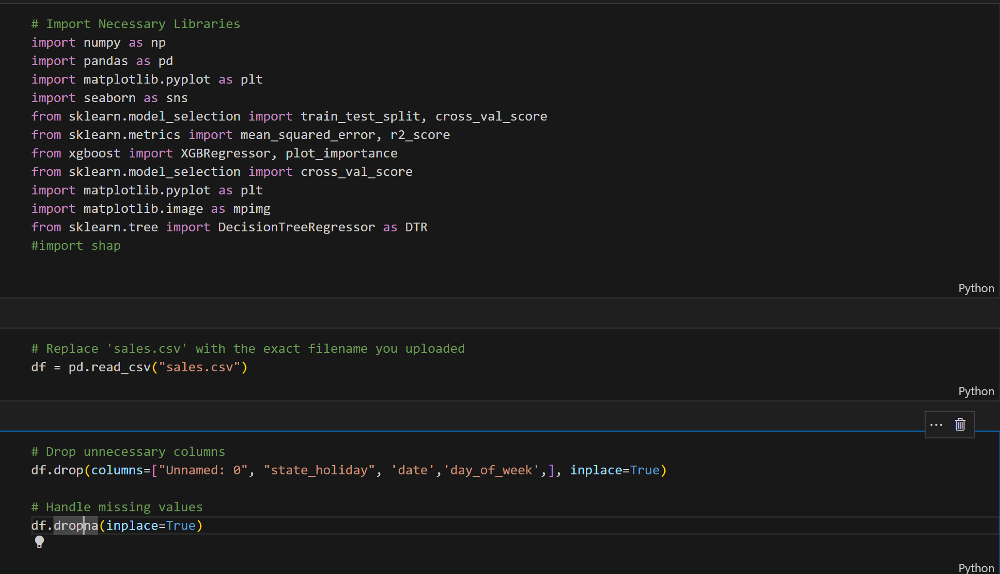 # Import Necessary Libraries
import numpy as np
import pandas as pd
import matplotlib.pyplot as plt
import seaborn as sns
from sklearn.model_selection import train_test_split, cross_val_score
from sklearn.metrics import mean_squared_error, r2_score
from xgboost import XGBRegressor, plot_importance
from sklearn.model_selection import cross_val_score
import matplotlib.pyplot as plt
import matplotlib.image as mpimg
from sklearn.tree import DecisionTreeRegressor as DTR
#import shap
Python
# Replace 'sales.csv' with the exact filename you uploaded
df = pd.read_csv("sales.csv")
Python
# Drop unnecessary columns
df.drop(columns=["Unnamed: 0", "state_holiday", 'date','day_of_week',], inplace=True)
# Handle missing values
df.dropna(inplace=True)
Python